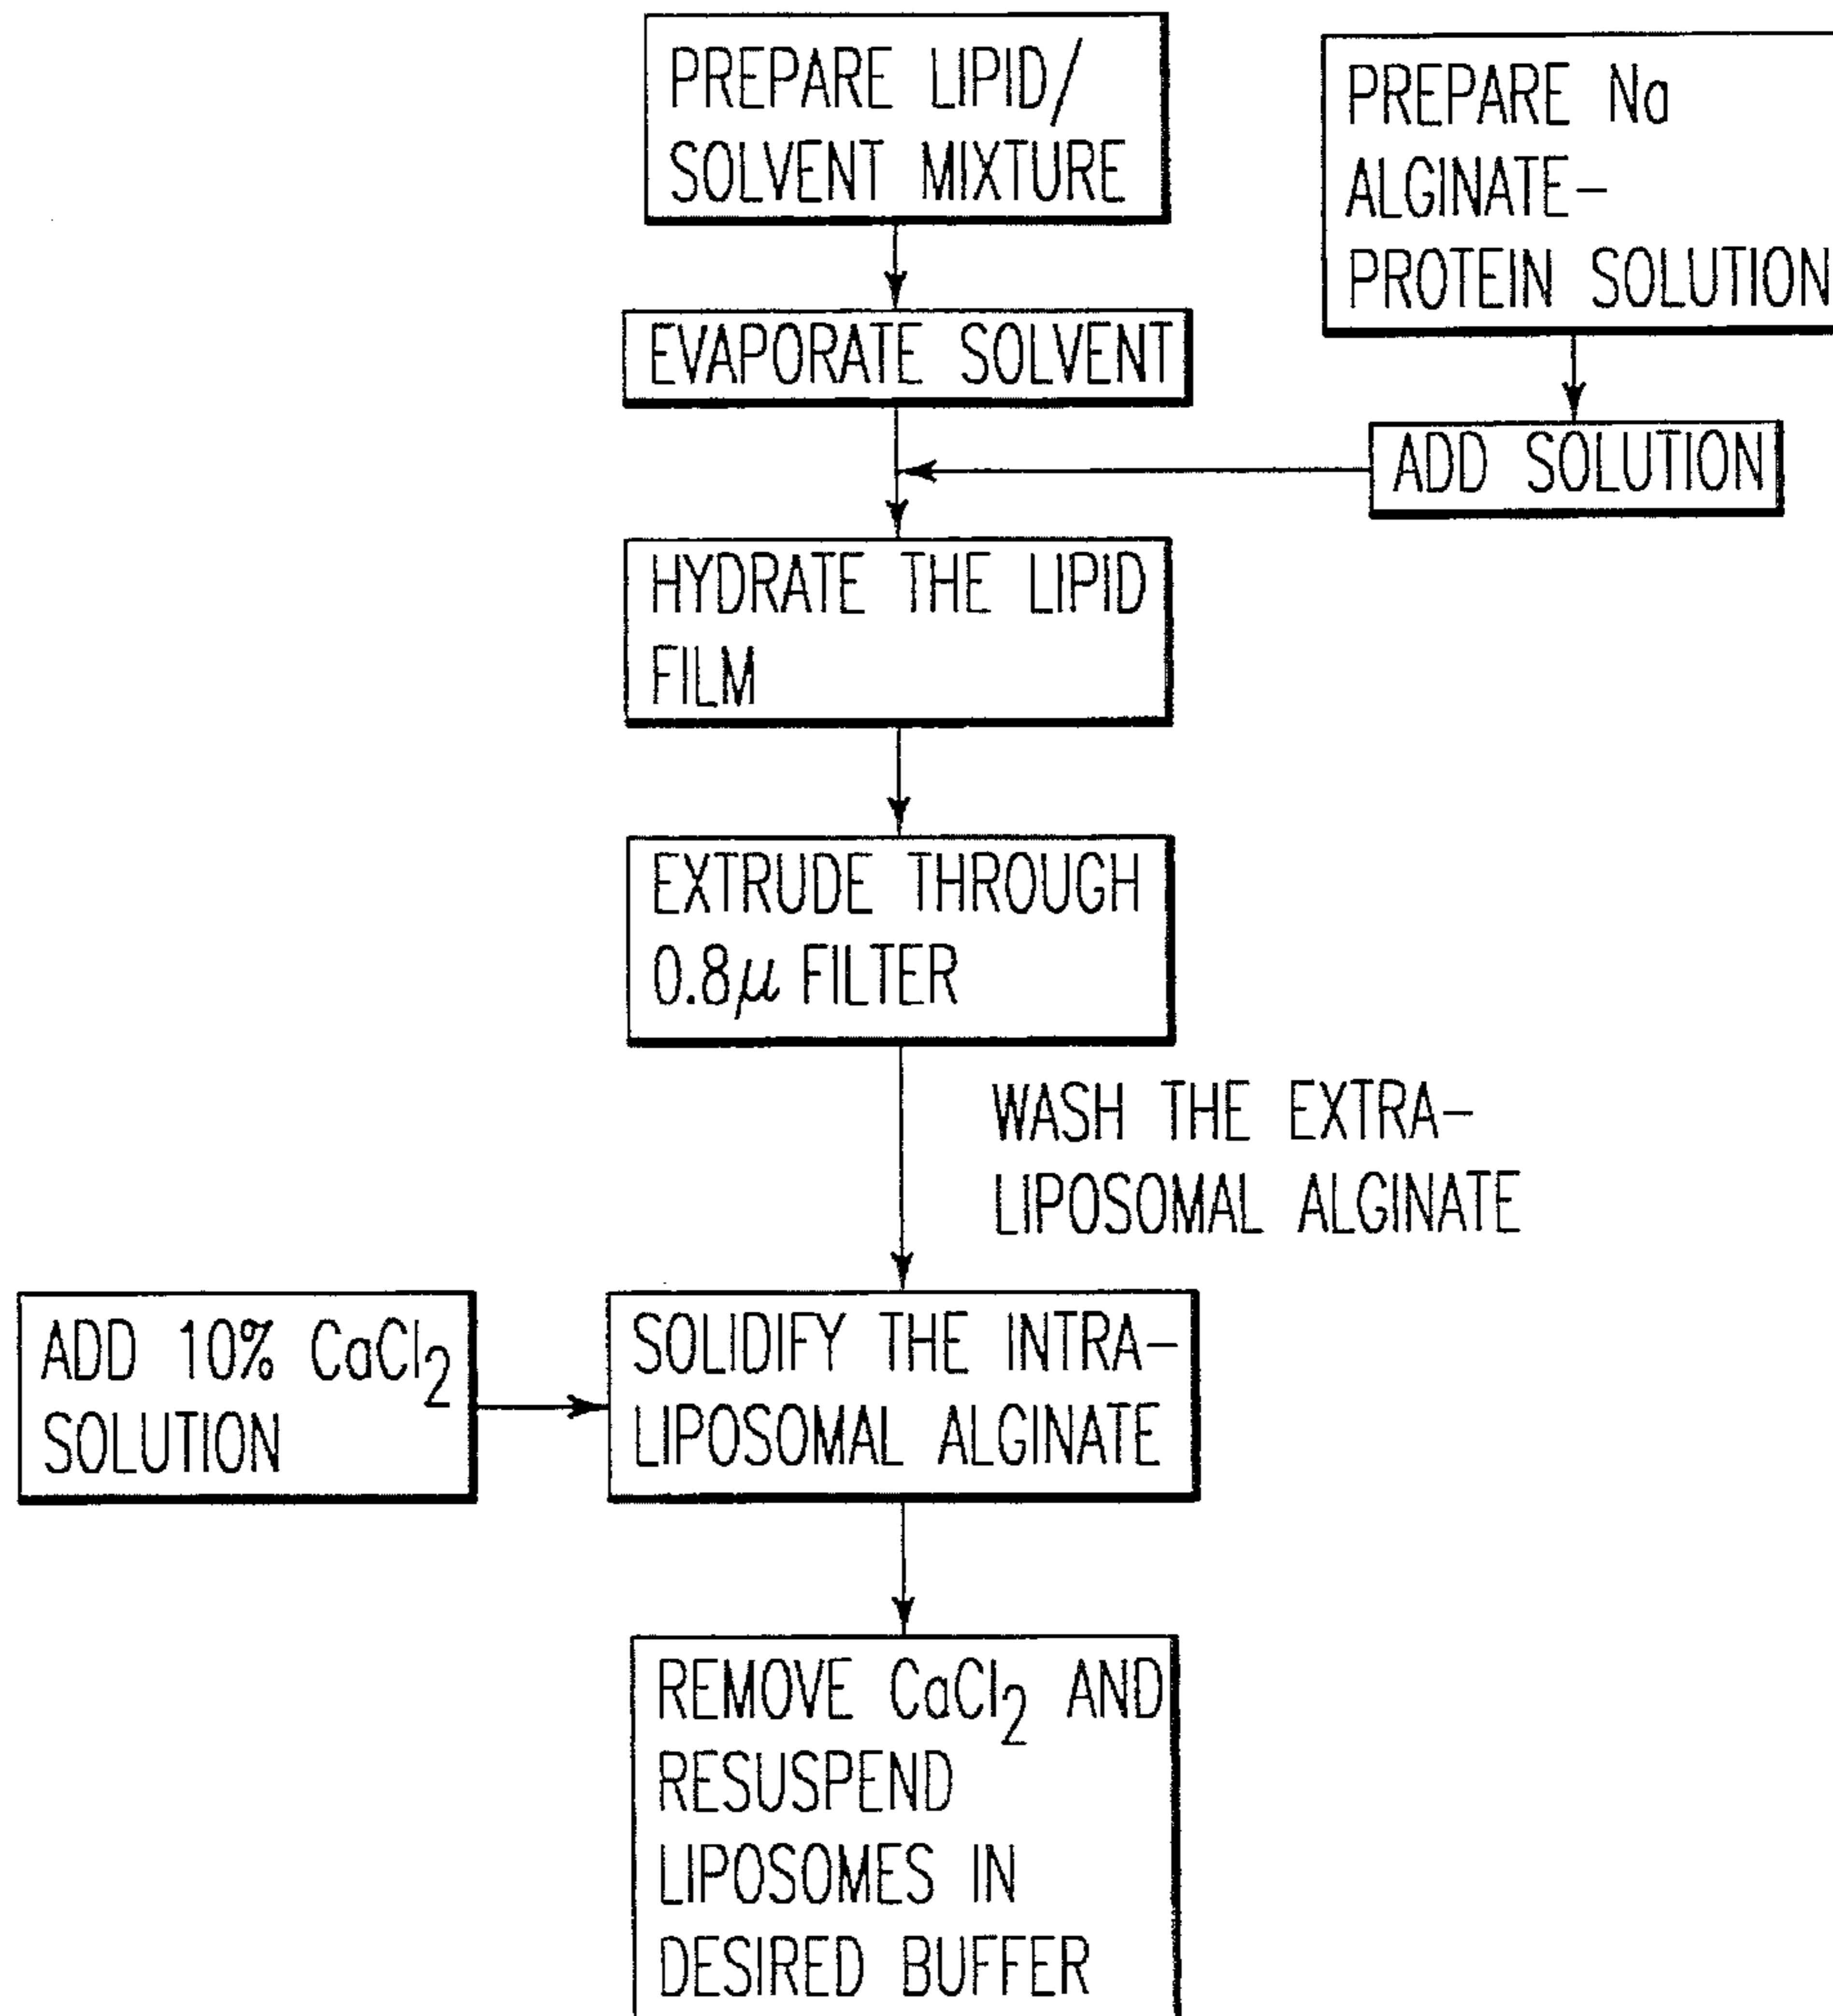 PREPARE LIPID/
SOLVENT MIXTURE
PREPARE Na
ALGINATE-
PROTEIN SOLUTION
EVAPORATE SOLVENT
ADD SOLUTION
HYDRATE THE LIPID
FILM
EXTRUDE THROUGH
0.8μ FILTER
WASH THE EXTRA-
LIPOSOMAL ALGINATE
ADD 10% CaCl₂
SOLUTION
SOLIDIFY THE INTRA-
LIPOSOMAL ALGINATE
REMOVE CaCl₂ AND
RESUSPEND
LIPOSOMES IN
DESIRED BUFFER